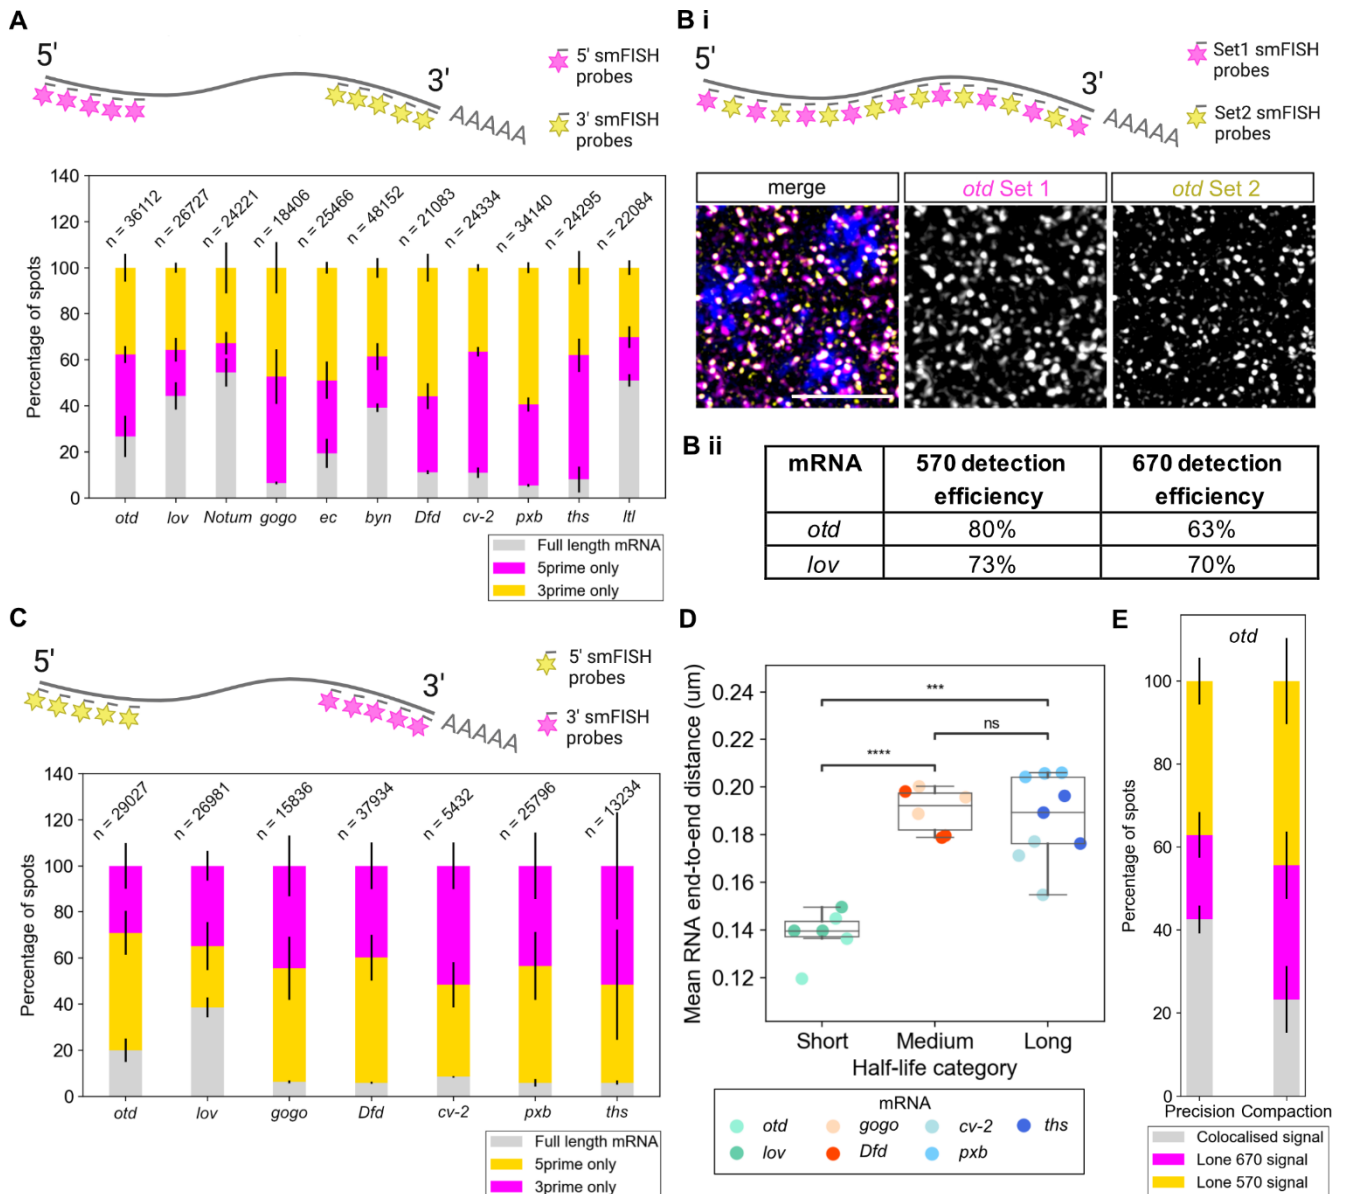 A
5'
3'
AAAAA
5' smFISH
probes
3' smFISH
probes
Percentage of spots
140
120
100
80
60
40
20
0
n = 36112
n = 26727
n = 24221
n = 18406
n = 25466
n = 48152
n = 21083
n = 24334
n = 34140
n = 24295
n = 22084
otd lov Notum gogo ec byn Dfd cv-2 pxb ths ltl
Full length mRNA
5prime only
3prime only
B i
5'
3'
AAAAA
Set1 smFISH
probes
Set2 smFISH
probes
merge
otd Set 1
otd Set 2
B ii
mRNA 570 detection efficiency 670 detection efficiency
otd 80% 63%
lov 73% 70%
C
5'
3'
AAAAA
5' smFISH
probes
3' smFISH
probes
Percentage of spots
140
120
100
80
60
40
20
0
n = 29027
n = 26981
n = 15836
n = 37934
n = 5432
n = 25796
n = 13234
otd lov gogo Dfd cv-2 pxb ths
Full length mRNA
5prime only
3prime only
D
Mean RNA end-to-end distance (um)
0.24
0.22
0.20
0.18
0.16
0.14
0.12
***
ns
****
Short Medium Long
Half-life category
mRNA
otd gogo cv-2 ths
lov Dfd pxb
E
otd
Percentage of spots
100
80
60
40
20
0
Precision Compaction
Colocalised signal
Lone 670 signal
Lone 570 signal